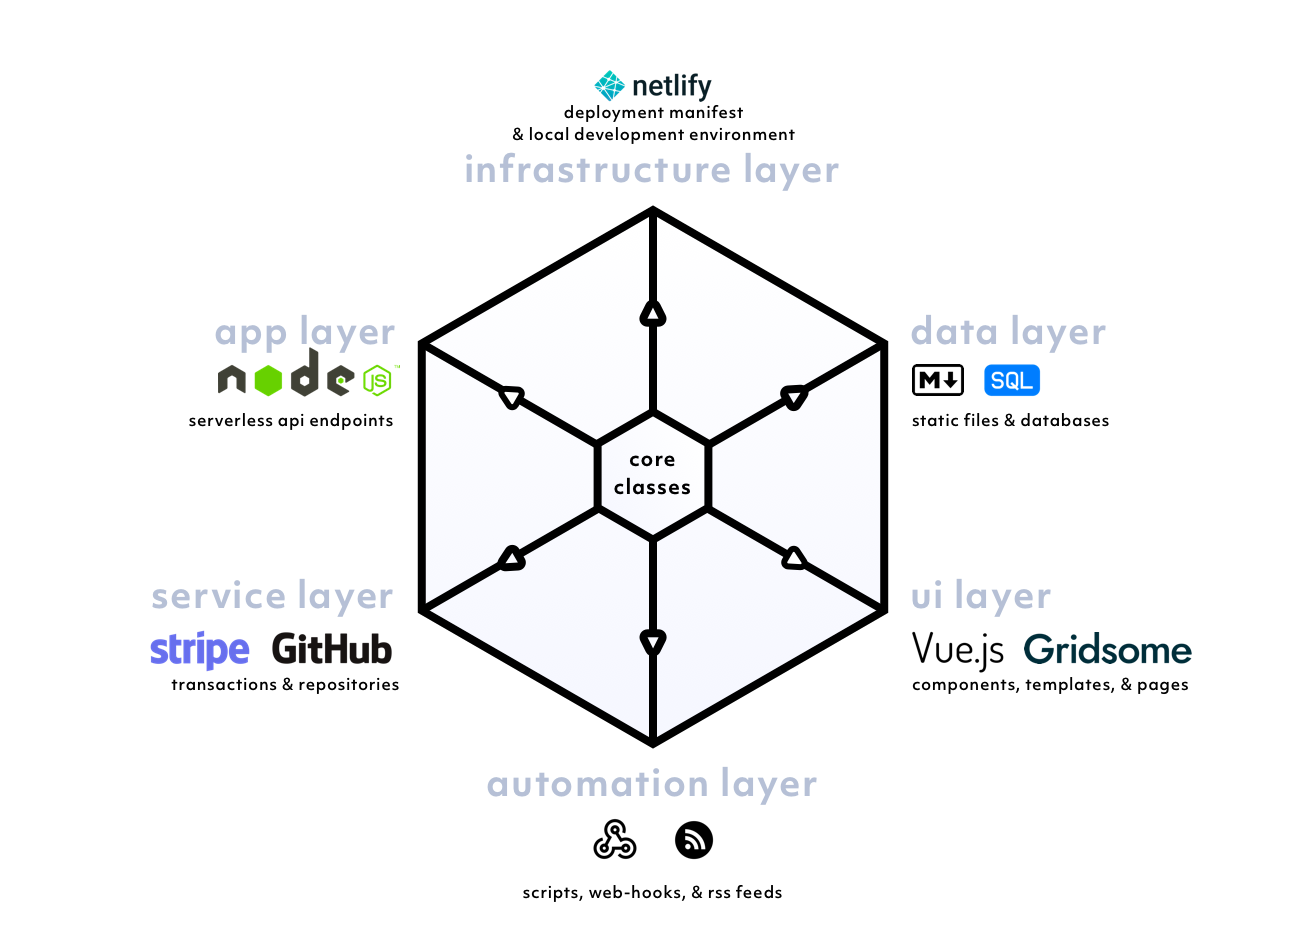 netlify
deployment manifest
& local development environment
infrastructure layer
app layer
node JS ™
serverless api endpoints
data layer
M SQL
static files & databases
core
classes
service layer
stripe GitHub
transactions & repositories
ui layer
Vue.js Gridsome
components, templates, & pages
automation layer
scripts, web-hooks, & rss feeds